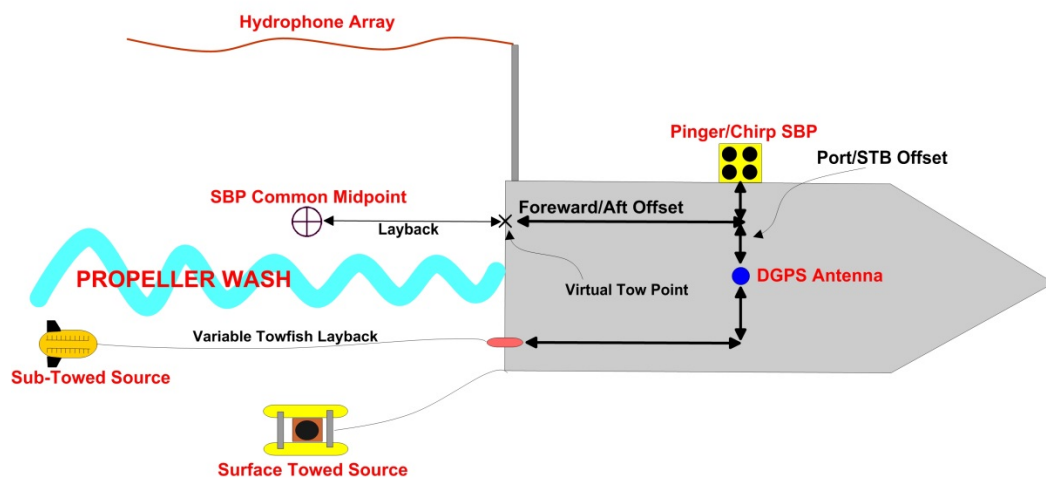 Hydrophone Array
Pinger/Chirp SBP
Port/STB Offset
SBP Common Midpoint
Foreward/Aft Offset
Layback
PROPELLER WASH
DGPS Antenna
Virtual Tow Point
Variable Towfish Layback
Sub-Towed Source
Surface Towed Source